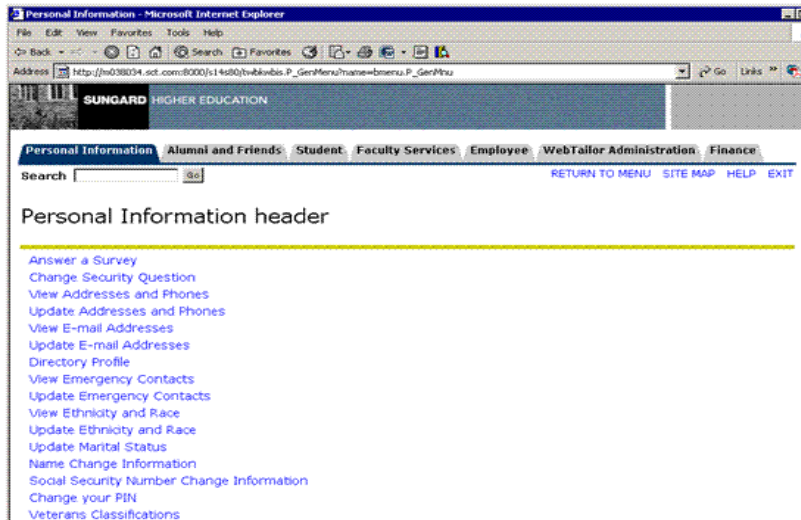 Personal Information - Microsoft Internet Explorer
File Edit View Favorites Tools Help
Back Search Favorites
Address http://m038034.sct.com:8000/s14s80/twbkwbis.P_GenMenu?name=bmenu.P_GenMnu Go Links »
SUNGARD HIGHER EDUCATION
Personal Information Alumni and Friends Student Faculty Services Employee WebTailor Administration Finance
Search Go RETURN TO MENU SITE MAP HELP EXIT
Personal Information header
Answer a Survey
Change Security Question
View Addresses and Phones
Update Addresses and Phones
View E-mail Addresses
Update E-mail Addresses
Directory Profile
View Emergency Contacts
Update Emergency Contacts
View Ethnicity and Race
Update Ethnicity and Race
Update Marital Status
Name Change Information
Social Security Number Change Information
Change your PIN
Veterans Classifications